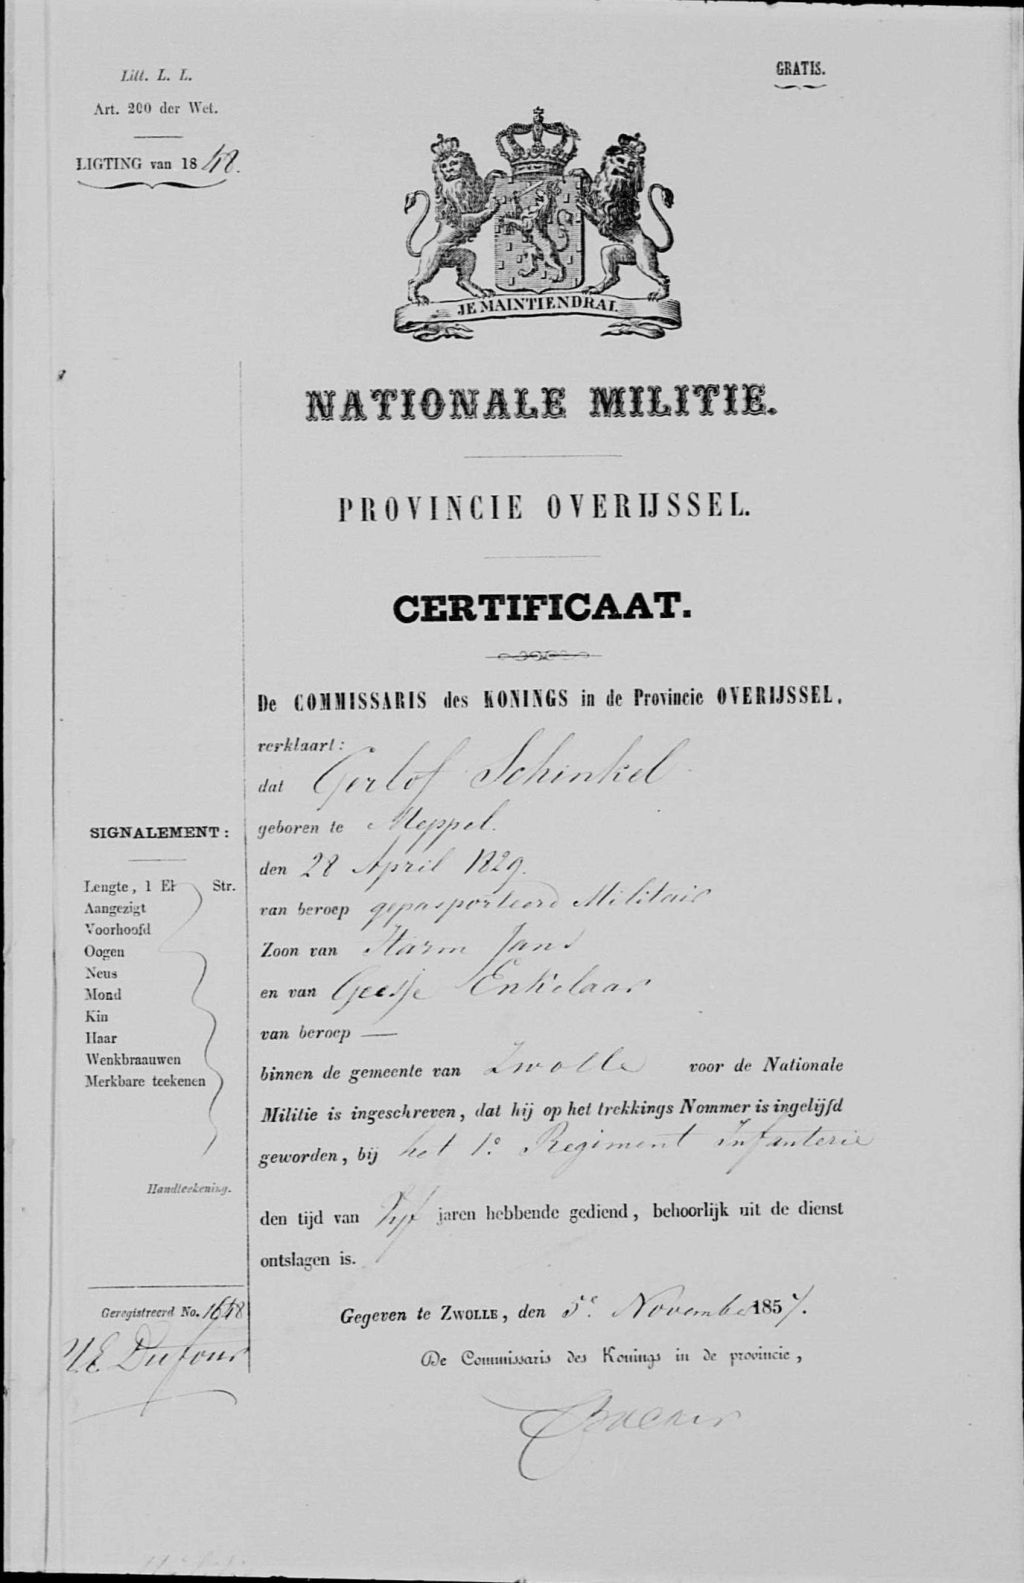 Litt. L. L.
Art. 200 der Wet.
LIGTING van 1848.
GRATIS.
JE MAINTIENDRAI.
NATIONALE MILITIE.
PROVINCIE OVERIJSSEL.
CERTIFICAAT.
De COMMISSARIS des KONINGS in de Provincie OVERIJSSEL,
verklaart:
dat Gerlof Schinkel
geboren te Meppel.
den 28 April 1829.
van beroep gepasporteerd Militair
Zoon van Harm Jans
en van Geesje Enkelaar
van beroep —
binnen de gemeente van Zwolle voor de Nationale
Militie is ingeschreven, dat hij op het trekkings Nommer is ingelijfd
geworden, bij het 1e Regiment Infanterie
den tijd van Vijf jaren hebbende gediend, behoorlijk uit de dienst
ontslagen is.
Gegeven te ZWOLLE, den 5e November 1857.
De Commissaris des Konings in de provincie,
SIGNALEMENT:
Lengte, 1 El Str.
Aangezigt
Voorhoofd
Oogen
Neus
Mond
Kin
Haar
Wenkbraauwen
Merkbare teekenen
Handteekening.
Geregistreerd No.
Dufour